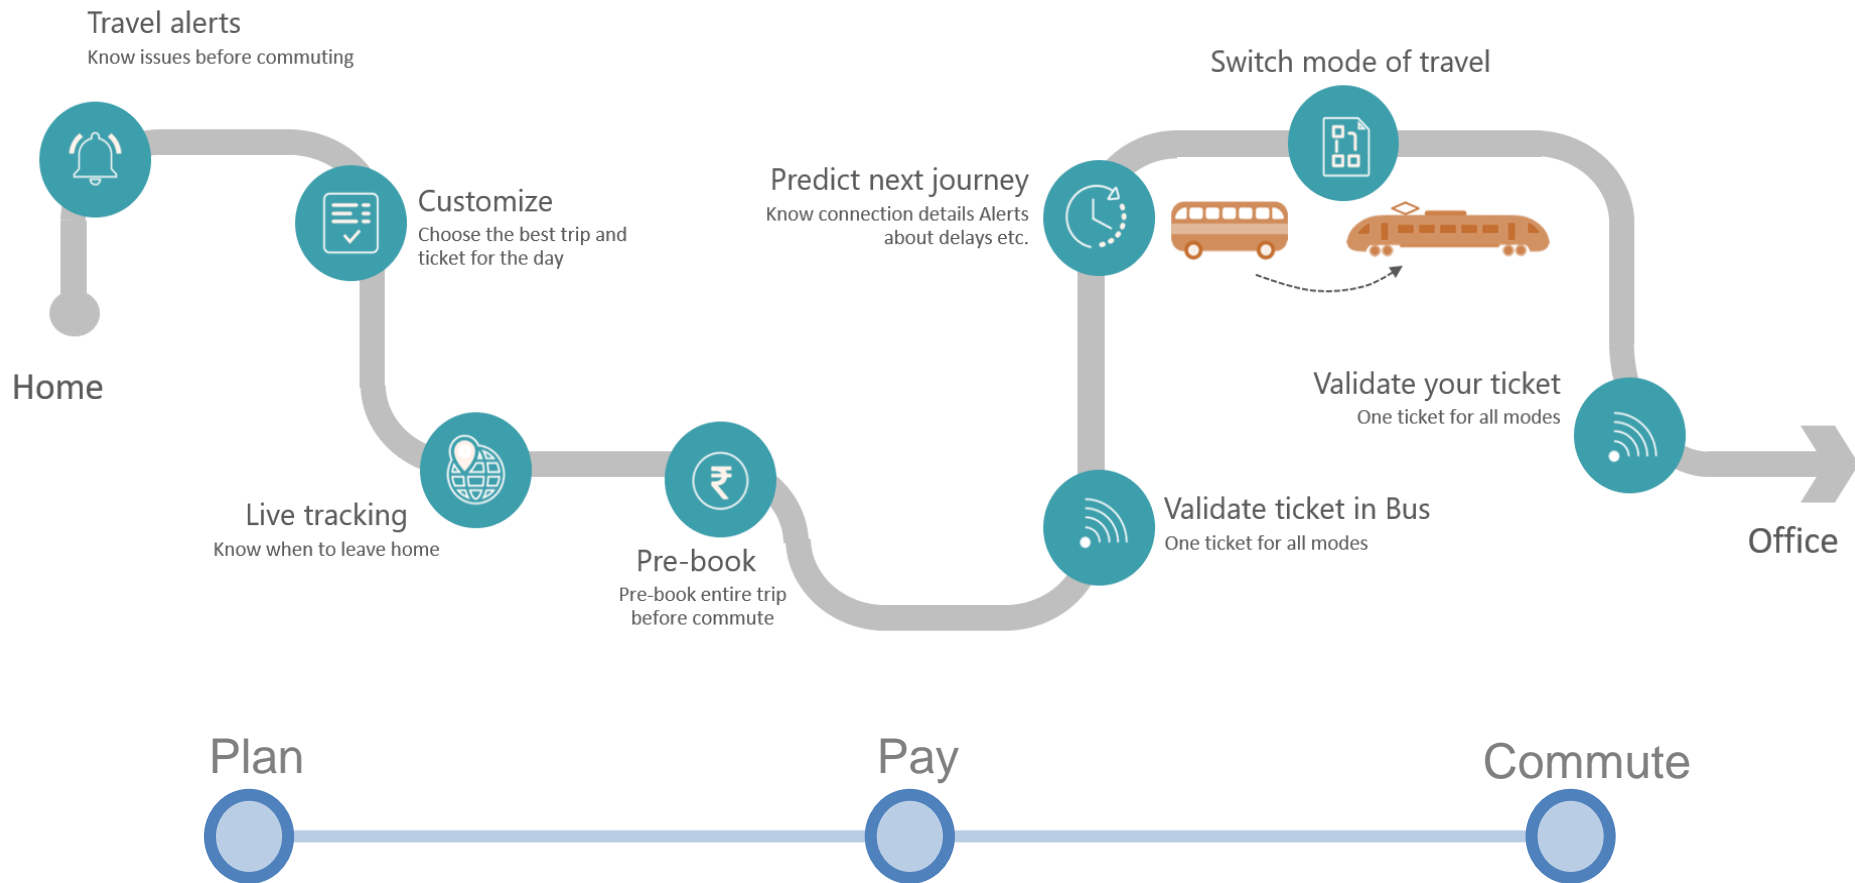 Travel alerts
Know issues before commuting
Home
Customize
Choose the best trip and
ticket for the day
Live tracking
Know when to leave home
₹
Pre-book
Pre-book entire trip
before commute
Validate ticket in Bus
One ticket for all modes
Predict next journey
Know connection details Alerts
about delays etc.
Switch mode of travel
Validate your ticket
One ticket for all modes
Office
Plan
Pay
Commute